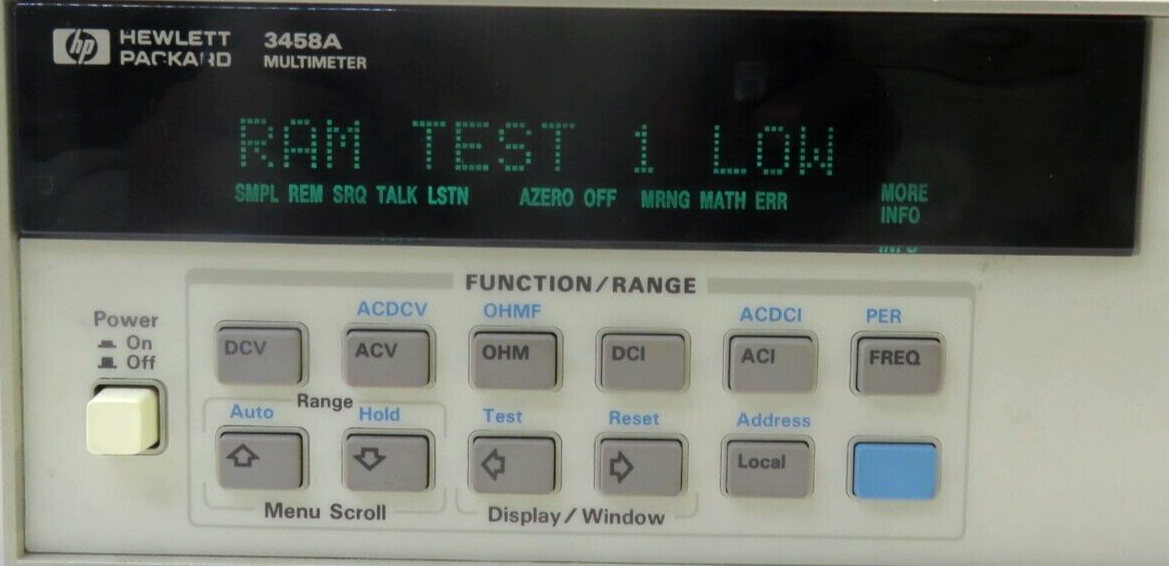 hp HEWLETT PACKARD
3458A MULTIMETER
RAM TEST 1 LOW
SMPL REM SRQ TALK LSTN AZERO OFF MRNG MATH ERR MORE INFO
FUNCTION/RANGE
Power
On
Off
ACDCV OHMF ACDCI PER
DCV ACV OHM DCI ACI FREQ
Range
Auto Hold Test Reset Address
Local
Menu Scroll Display/Window